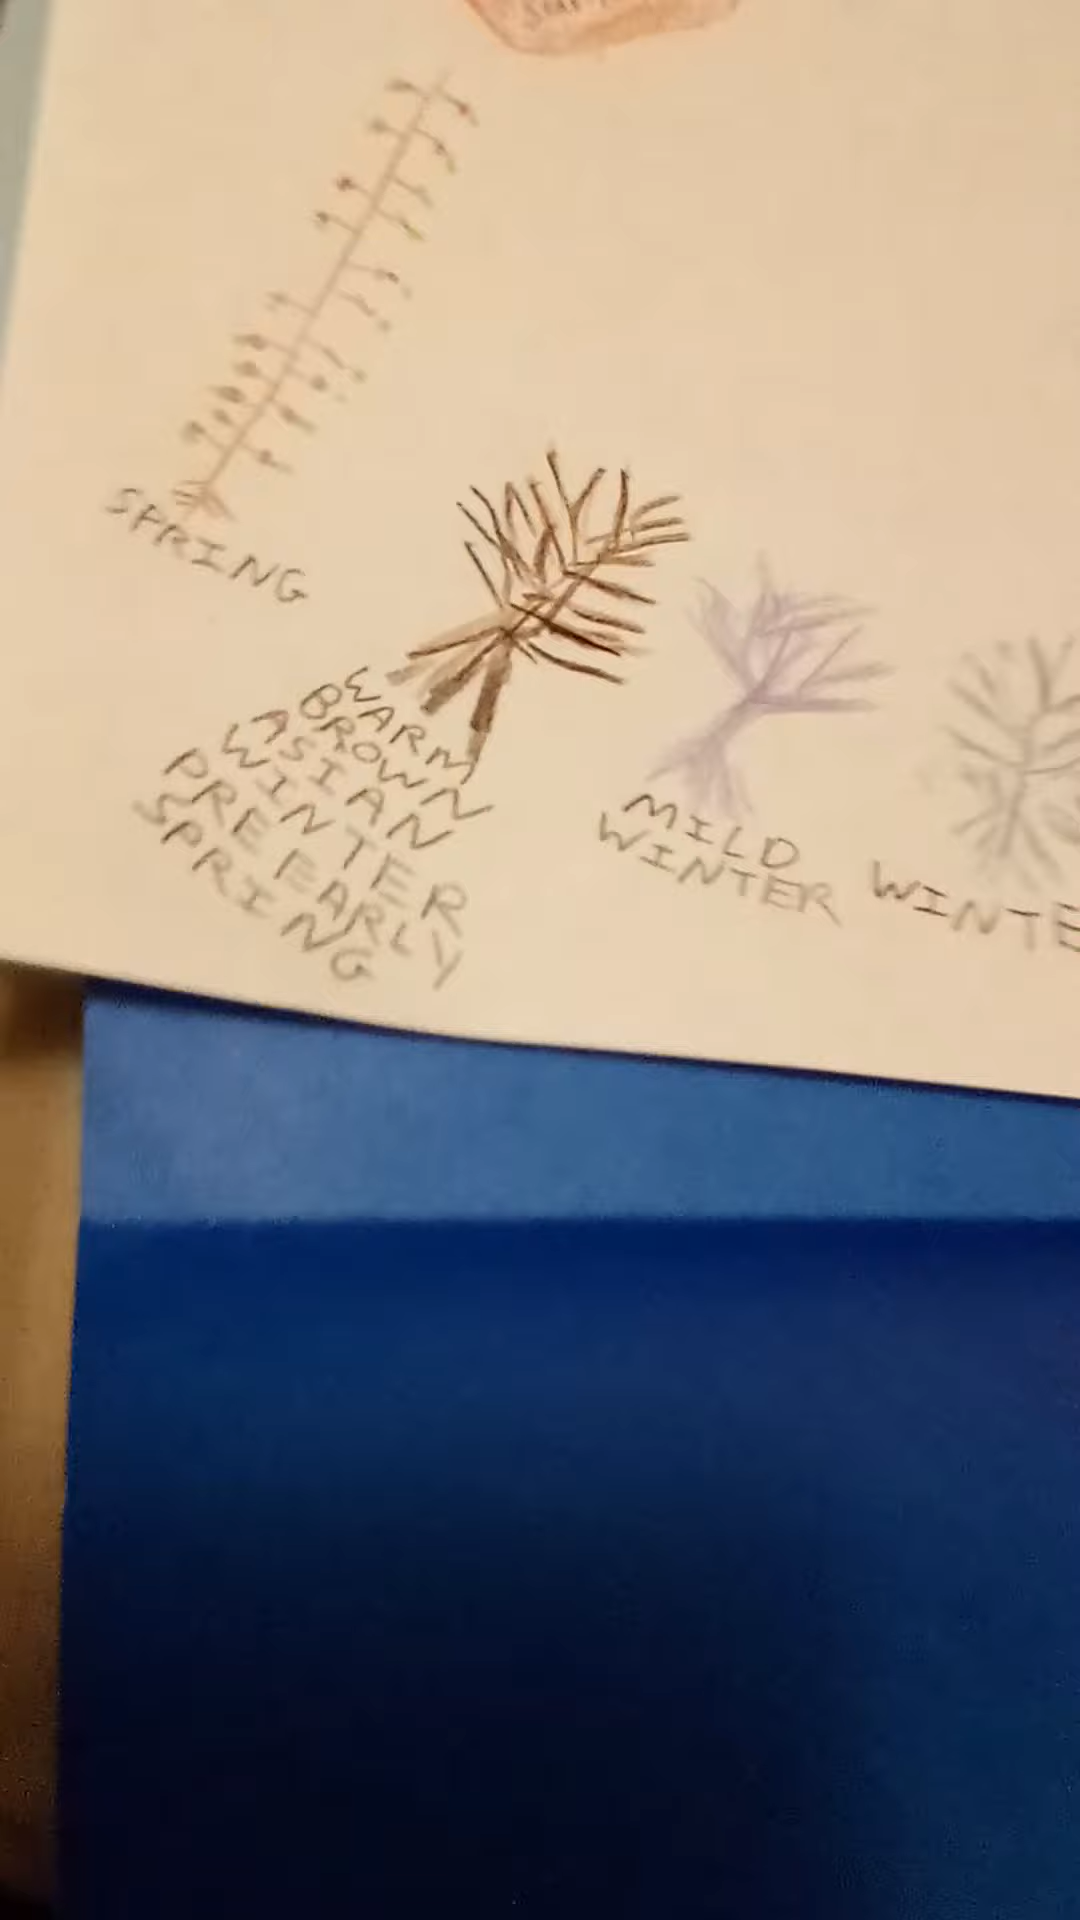 SPRING
WARM
BROWN
ASIAN
WINTER
PRE EARLY
SPRING
MILD
WINTER